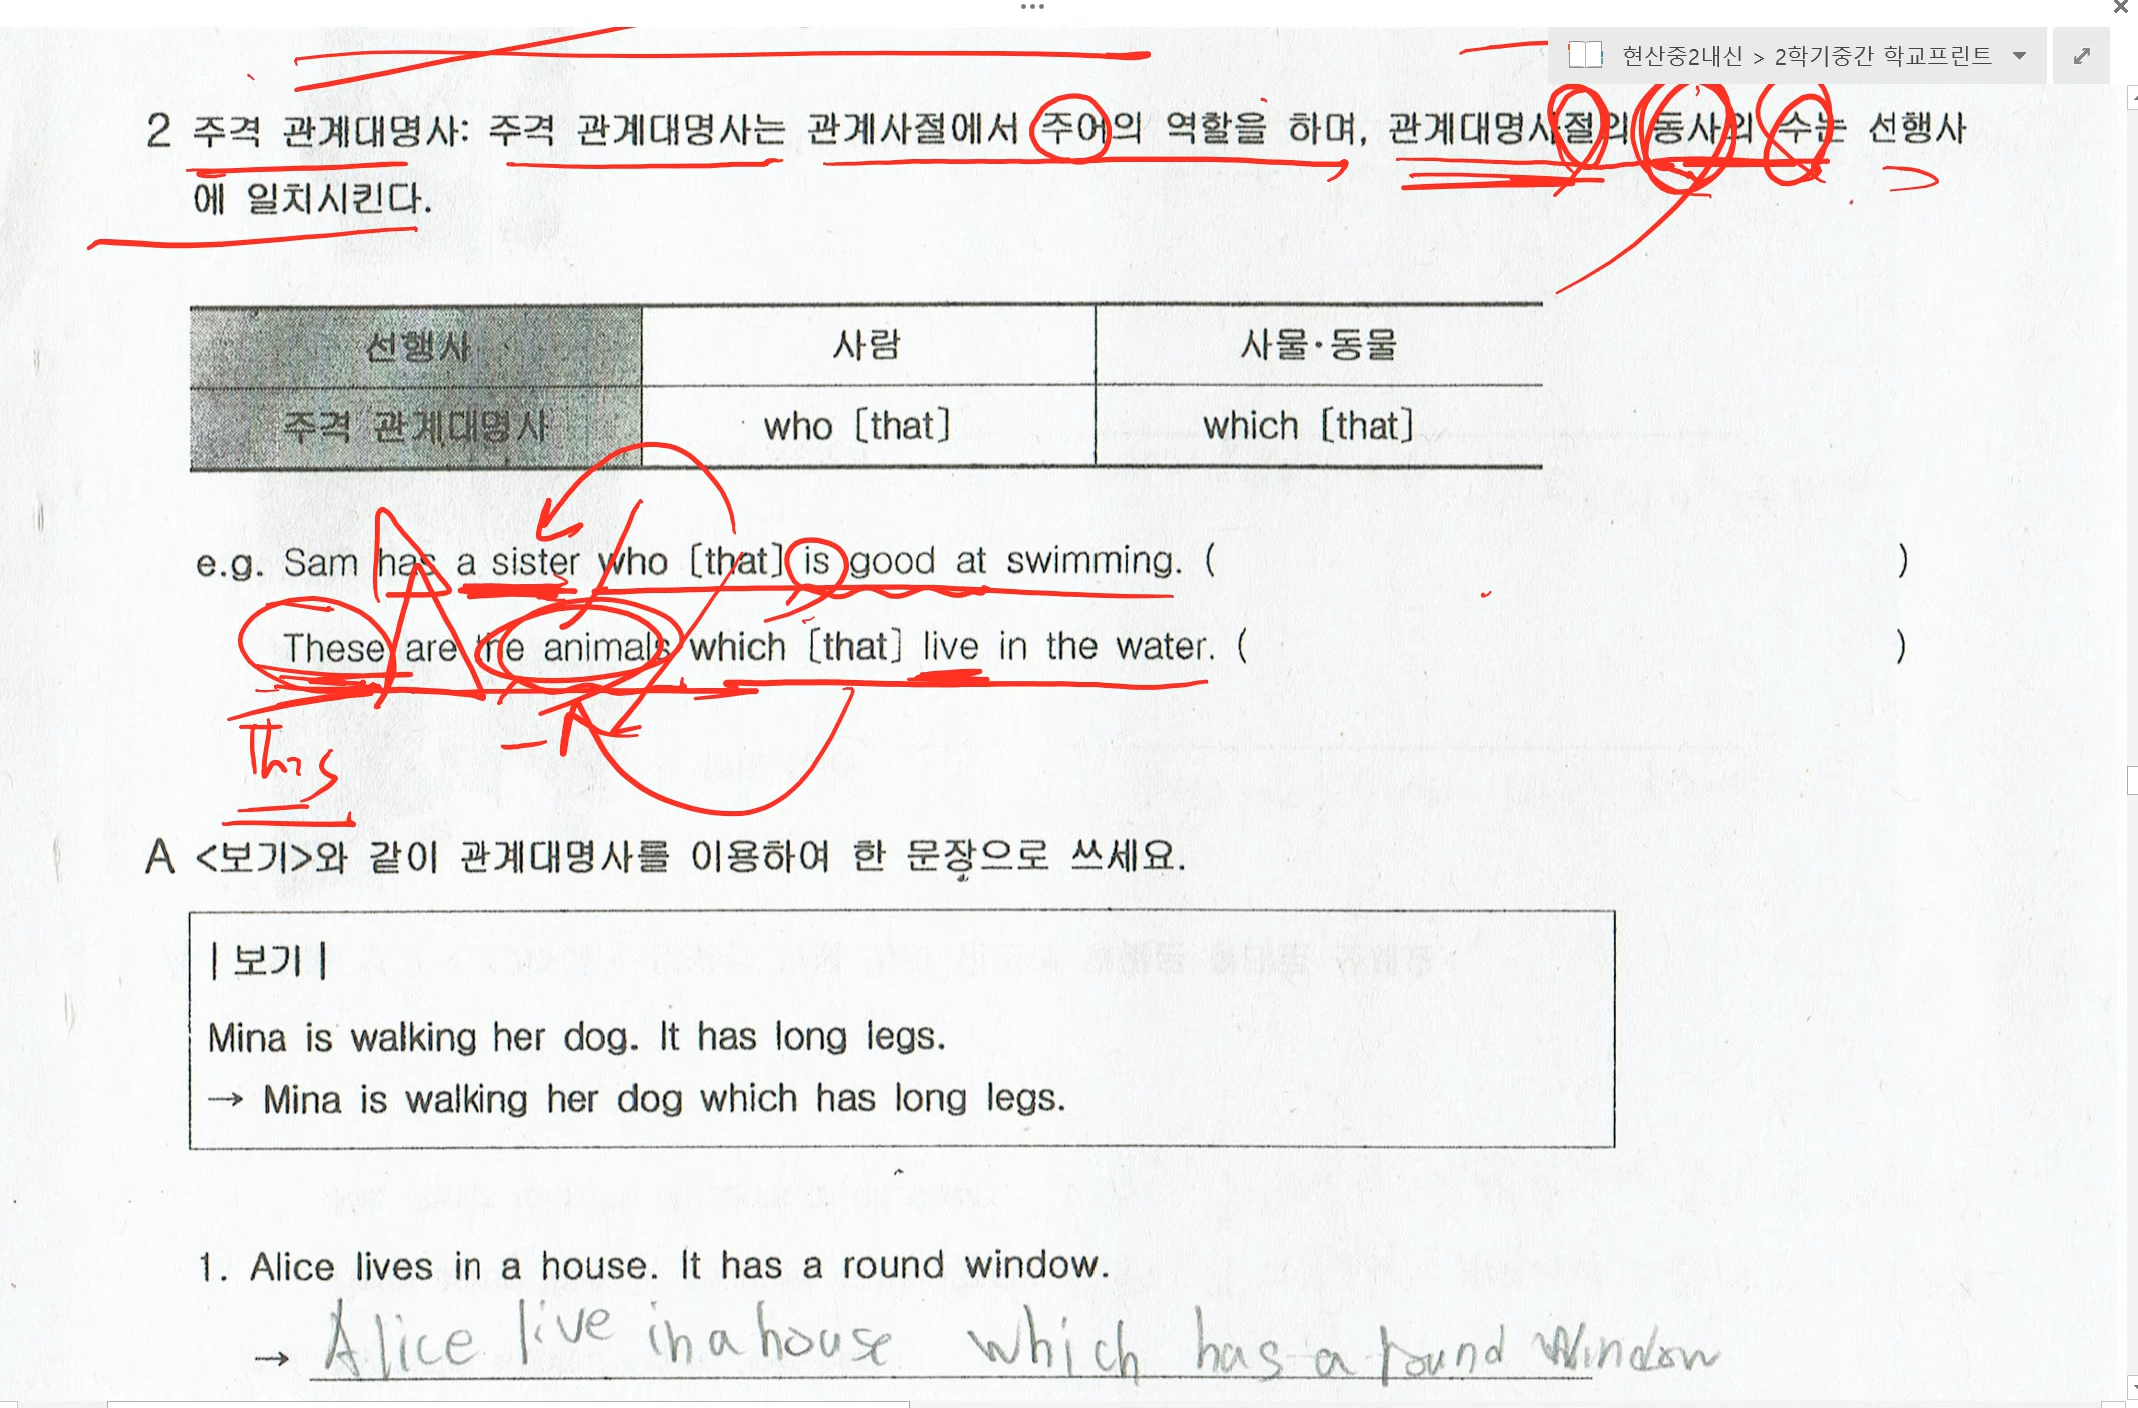 현산중2내신 > 2학기중간 학교프린트
2 주격 관계대명사: 주격 관계대명사는 관계사절에서 주어의 역할을 하며, 관계대명사절의 동사의 수는 선행사
에 일치시킨다.
선행사 사람 사물·동물
주격 관계대명사 who [that] which [that]
e.g. Sam has a sister who [that] is good at swimming. ( )
These are the animals which [that] live in the water. ( )
This
A <보기>와 같이 관계대명사를 이용하여 한 문장으로 쓰세요.
| 보기 |
Mina is walking her dog. It has long legs.
→ Mina is walking her dog which has long legs.
1. Alice lives in a house. It has a round window.
→ Alice live in a house which has a round window